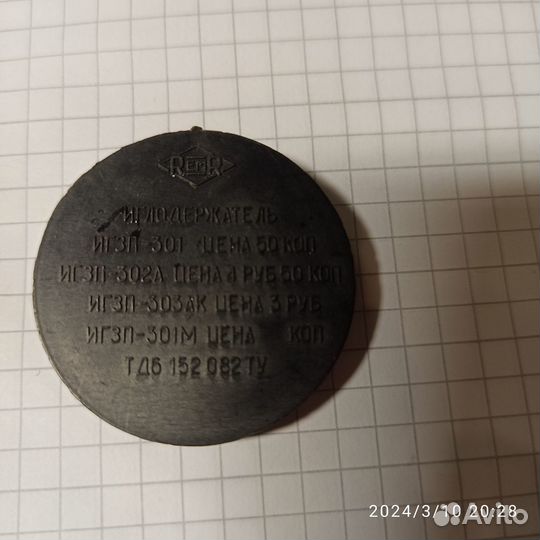 ИГЛОДЕРЖАТЕЛЬ
ИГЗП-301 ЦЕНА 50 КОП
ИГЗП-302А ЦЕНА 4 РУБ 50 КОП
ИГЗП-303АК ЦЕНА 3 РУБ
ИГЗП-301М ЦЕНА КОП
ТД6 152 082 ТУ
2024/3/10 20:28
Avito